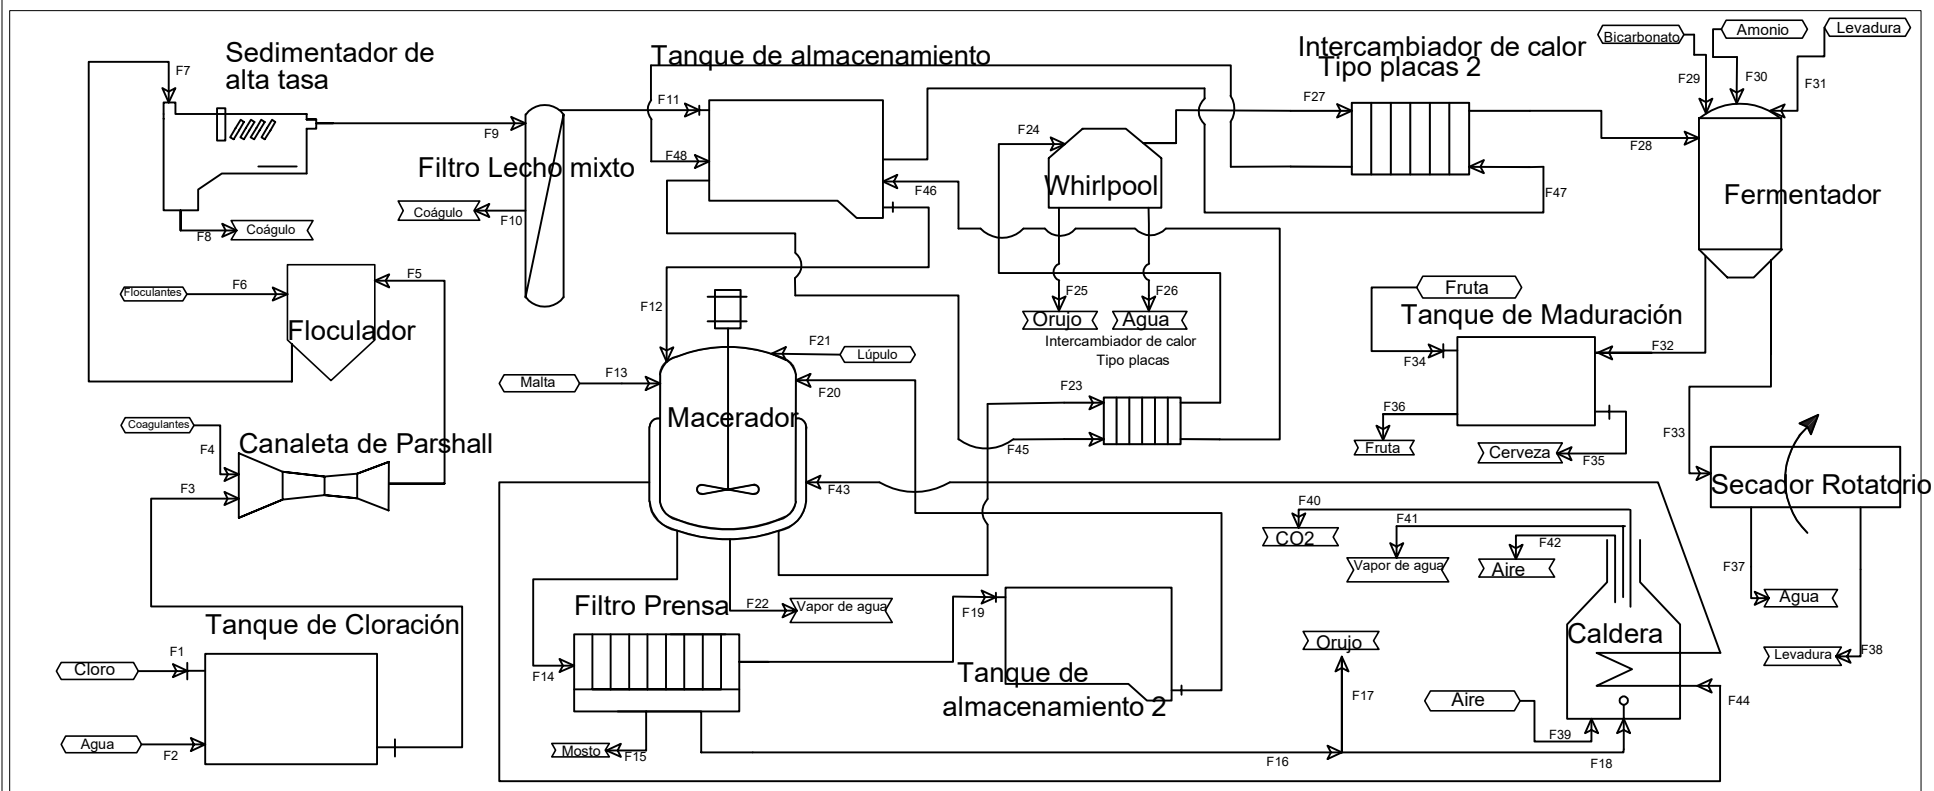 Sedimentador de
alta tasa
F7
F9
F8
Coágulo
Filtro Lecho mixto
Coágulo
F10
Tanque de almacenamiento
F11
F48
F46
F24
Whirlpool
F25
F26
Orujo
Agua
Intercambiador de calor
Tipo placas
Intercambiador de calor
Tipo placas 2
F27
F28
F47
Bicarbonato
Amonio
Levadura
F29
F30
F31
Fermentador
Floculantes
F6
F5
Floculador
F12
F21
Lúpulo
Malta
F13
F20
Macerador
F23
F45
F43
Fruta
Tanque de Maduración
F34
F32
F36
Fruta
Cerveza
F35
F33
Secador Rotatorio
F37
Agua
Levadura
F38
Coagulantes
F4
Canaleta de Parshall
F3
Tanque de Cloración
Cloro
F1
Agua
F2
Filtro Prensa
F22
Vapor de agua
F14
F19
Mosto
F15
Tanque de
almacenamiento 2
F16
F17
Orujo
F40
CO2
F41
Vapor de agua
F42
Aire
Caldera
Aire
F39
F18
F44